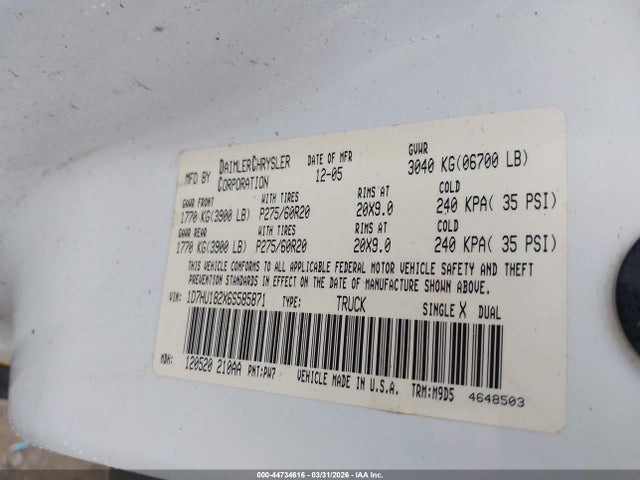 MFD BY DAIMLERCHRYSLER CORPORATION DATE OF MFR 12-05 GVWR 3040 KG(06700 LB)
GAWR FRONT WITH TIRES RIMS AT COLD
1770 KG(3900 LB) P275/60R20 20X9.0 240 KPA( 35 PSI)
GAWR REAR WITH TIRES RIMS AT COLD
1770 KG(3900 LB) P275/60R20 20X9.0 240 KPA( 35 PSI)
THIS VEHICLE CONFORMS TO ALL APPLICABLE FEDERAL MOTOR VEHICLE SAFETY AND THEFT
PREVENTION STANDARDS IN EFFECT ON THE DATE OF MANUFACTURE SHOWN ABOVE.
VIN: 1D7HU182X6S585871 TYPE: TRUCK SINGLE X DUAL
MDH: 120520 210AA PNT:PW7 VEHICLE MADE IN U.S.A. TRM:M9D5 4648503
000-44734616 - 03/31/2026 - IAA Inc.